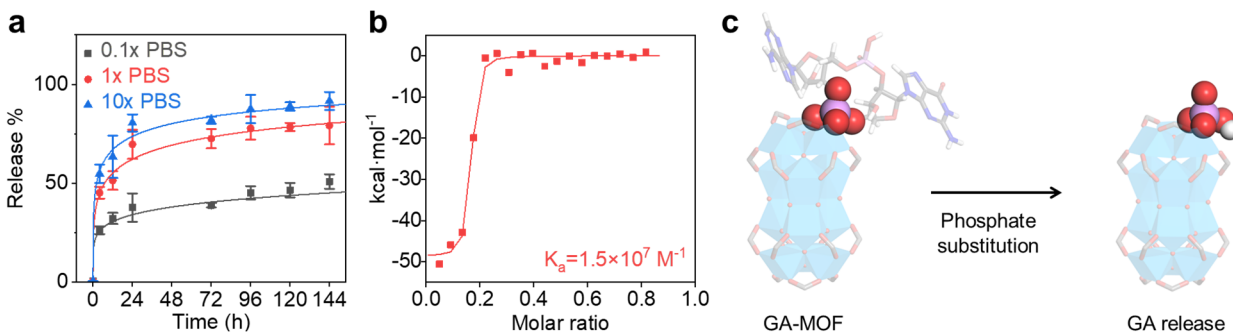 a
0.1x PBS
1x PBS
10x PBS
Release %
100
50
0
0 24 48 72 96 120 144
Time (h)
b
kcal·mol⁻¹
0
-10
-20
-30
-40
-50
Kₐ=1.5×10⁷ M⁻¹
0.0 0.2 0.4 0.6 0.8 1.0
Molar ratio
c
Phosphate
substitution
GA-MOF
GA release